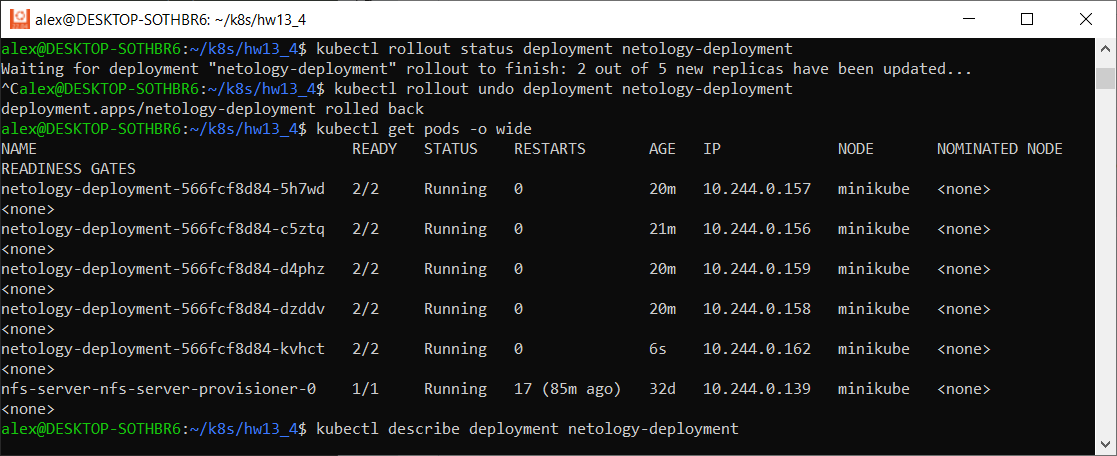 alex@DESKTOP-SOTHBR6: ~/k8s/hw13_4
alex@DESKTOP-SOTHBR6:~/k8s/hw13_4$ kubectl rollout status deployment netology-deployment
Waiting for deployment "netology-deployment" rollout to finish: 2 out of 5 new replicas have been updated...
^Calex@DESKTOP-SOTHBR6:~/k8s/hw13_4$ kubectl rollout undo deployment netology-deployment
deployment.apps/netology-deployment rolled back
alex@DESKTOP-SOTHBR6:~/k8s/hw13_4$ kubectl get pods -o wide
NAME                                   READY   STATUS    RESTARTS       AGE   IP             NODE       NOMINATED NODE
READINESS GATES
netology-deployment-566fcf8d84-5h7wd   2/2     Running   0              20m   10.244.0.157   minikube   <none>
<none>
netology-deployment-566fcf8d84-c5ztq   2/2     Running   0              21m   10.244.0.156   minikube   <none>
<none>
netology-deployment-566fcf8d84-d4phz   2/2     Running   0              20m   10.244.0.159   minikube   <none>
<none>
netology-deployment-566fcf8d84-dzddv   2/2     Running   0              20m   10.244.0.158   minikube   <none>
<none>
netology-deployment-566fcf8d84-kvhct   2/2     Running   0              6s    10.244.0.162   minikube   <none>
<none>
nfs-server-nfs-server-provisioner-0    1/1     Running   17 (85m ago)   32d   10.244.0.139   minikube   <none>
<none>
alex@DESKTOP-SOTHBR6:~/k8s/hw13_4$ kubectl describe deployment netology-deployment